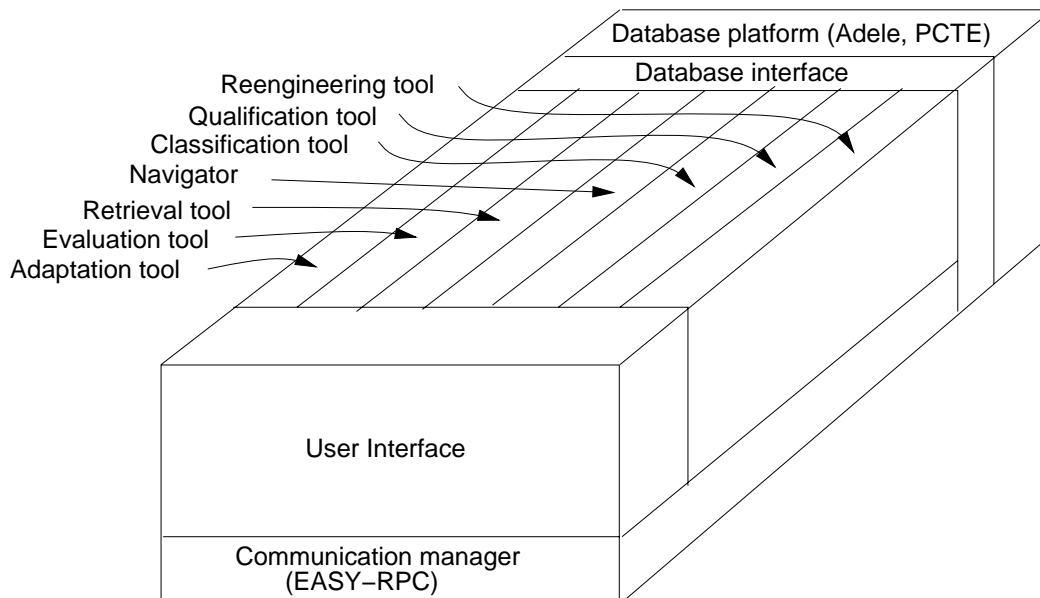 Database platform (Adele, PCTE)
Database interface
Reengineering tool
Qualification tool
Classification tool
Navigator
Retrieval tool
Evaluation tool
Adaptation tool
User Interface
Communication manager
(EASY−RPC)